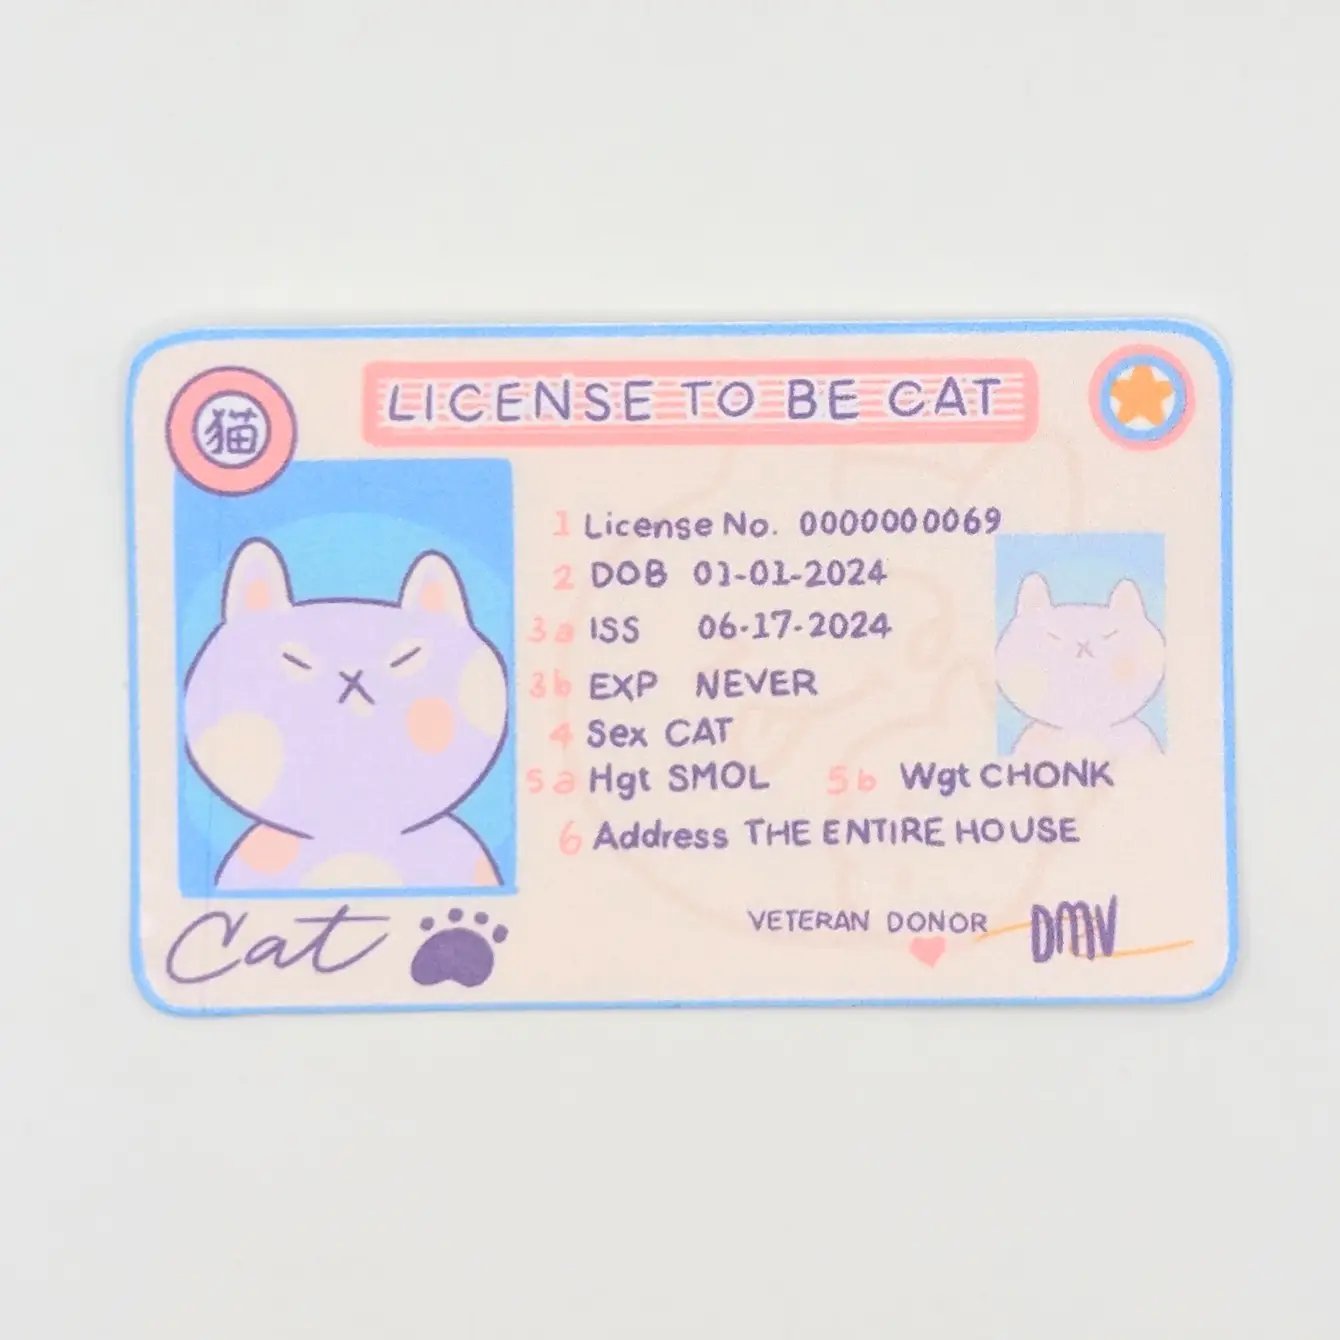 猫
LICENSE TO BE CAT
1 License No. 0000000069
2 DOB 01-01-2024
3a ISS 06-17-2024
3b EXP NEVER
4 Sex CAT
5a Hgt SMOL 5b Wgt CHONK
6 Address THE ENTIRE HOUSE
VETERAN DONOR DMV
Cat